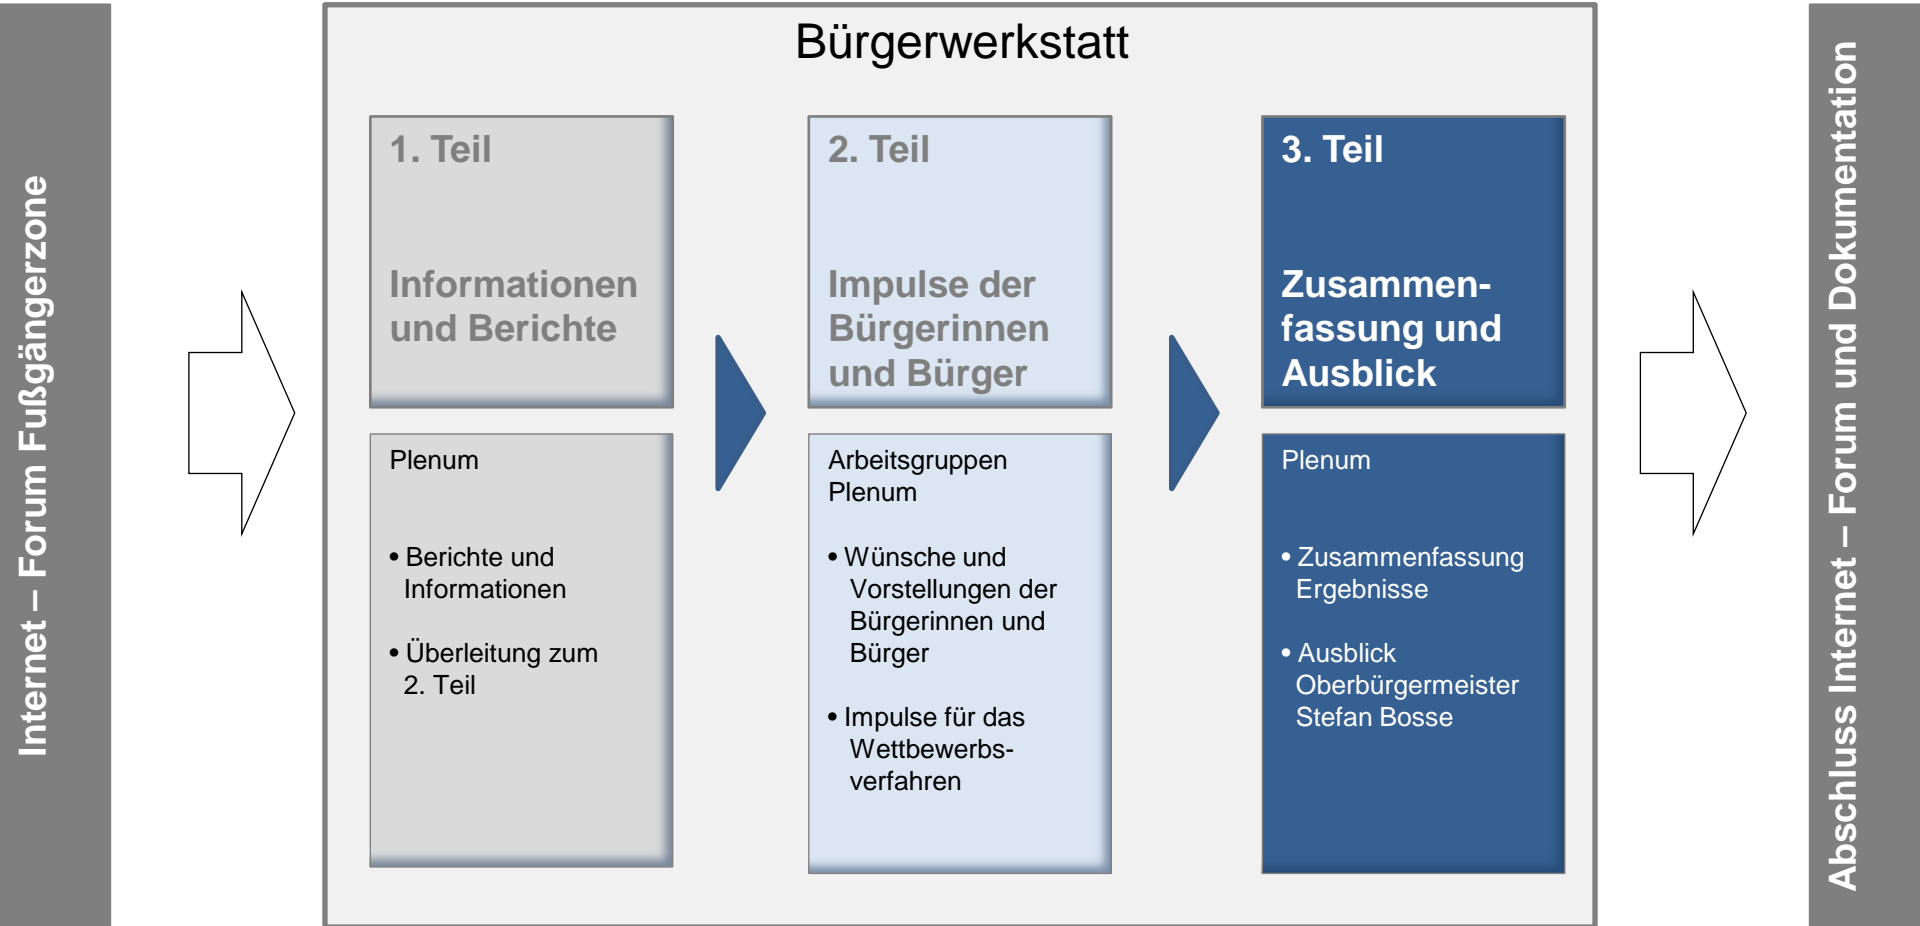 Internet – Forum Fußgängerzone
Bürgerwerkstatt
1. Teil
Informationen
und Berichte
Plenum
• Berichte und
Informationen
• Überleitung zum
2. Teil
2. Teil
Impulse der
Bürgerinnen
und Bürger
Arbeitsgruppen
Plenum
• Wünsche und
Vorstellungen der
Bürgerinnen und
Bürger
• Impulse für das
Wettbewerbs-
verfahren
3. Teil
Zusammen-
fassung und
Ausblick
Plenum
• Zusammenfassung
Ergebnisse
• Ausblick
Oberbürgermeister
Stefan Bosse
Abschluss Internet – Forum und Dokumentation